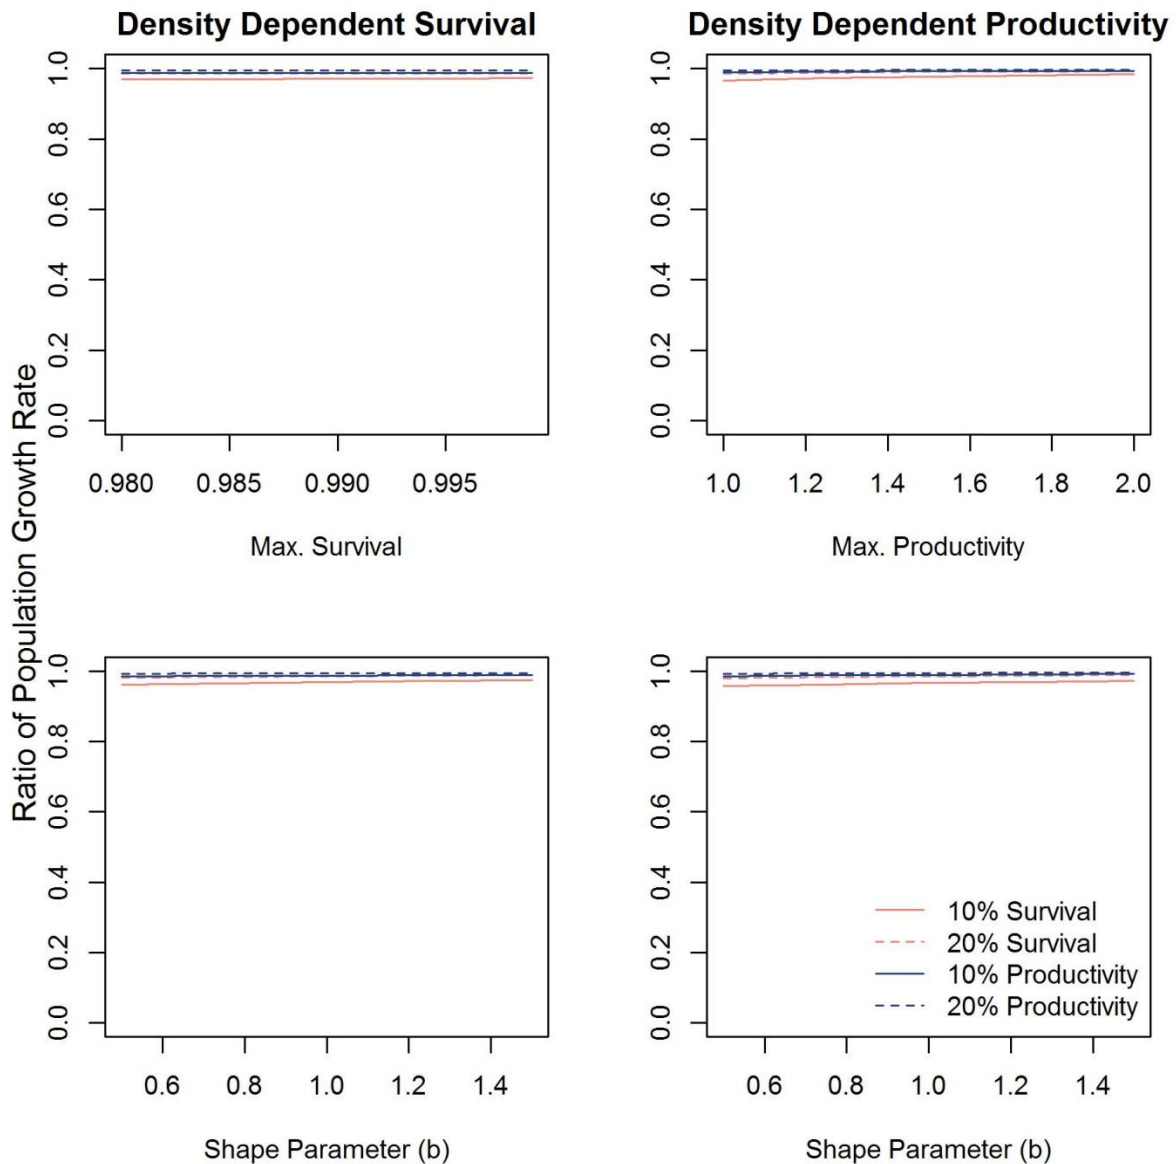 Density Dependent Survival
Density Dependent Productivity
Ratio of Population Growth Rate
1.0
0.8
0.6
0.4
0.2
0.0
0.980 0.985 0.990 0.995
Max. Survival
1.0
0.8
0.6
0.4
0.2
0.0
1.0 1.2 1.4 1.6 1.8 2.0
Max. Productivity
1.0
0.8
0.6
0.4
0.2
0.0
0.6 0.8 1.0 1.2 1.4
Shape Parameter (b)
1.0
0.8
0.6
0.4
0.2
0.0
10% Survival
20% Survival
10% Productivity
20% Productivity
0.6 0.8 1.0 1.2 1.4
Shape Parameter (b)